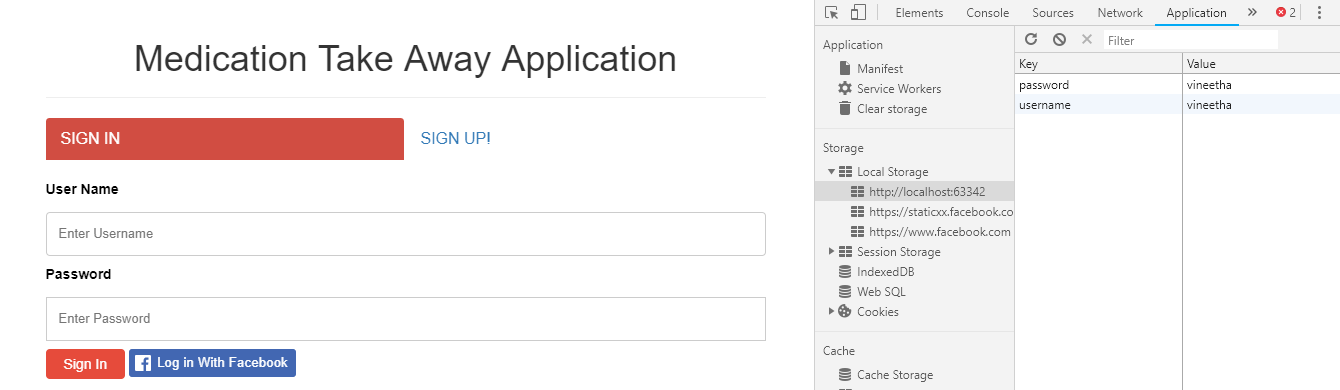 Medication Take Away Application
SIGN IN
SIGN UP!
User Name
Enter Username
Password
Enter Password
Sign In
Log in With Facebook
Elements Console Sources Network Application » 2
Application
Manifest
Service Workers
Clear storage
Storage
Local Storage
http://localhost:63342
https://staticxx.facebook.co
https://www.facebook.com
Session Storage
IndexedDB
Web SQL
Cookies
Cache
Cache Storage
Filter
Key Value
password vineetha
username vineetha